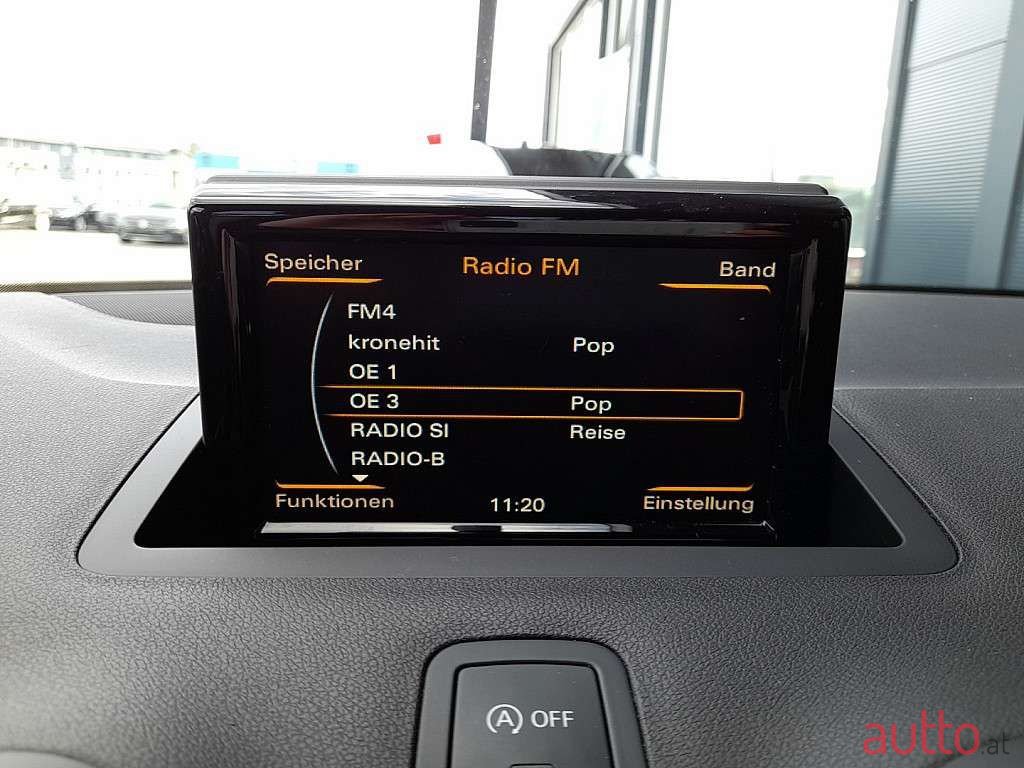 Speicher Radio FM Band
FM4
kronehit Pop
OE 1
OE 3 Pop
RADIO SI Reise
RADIO-B
Funktionen 11:20 Einstellung
A OFF
autto.at